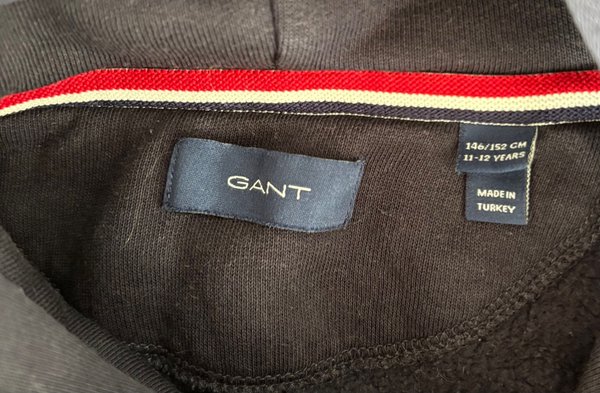 GANT
146/152 CM
11-12 YEARS
MADE IN
TURKEY